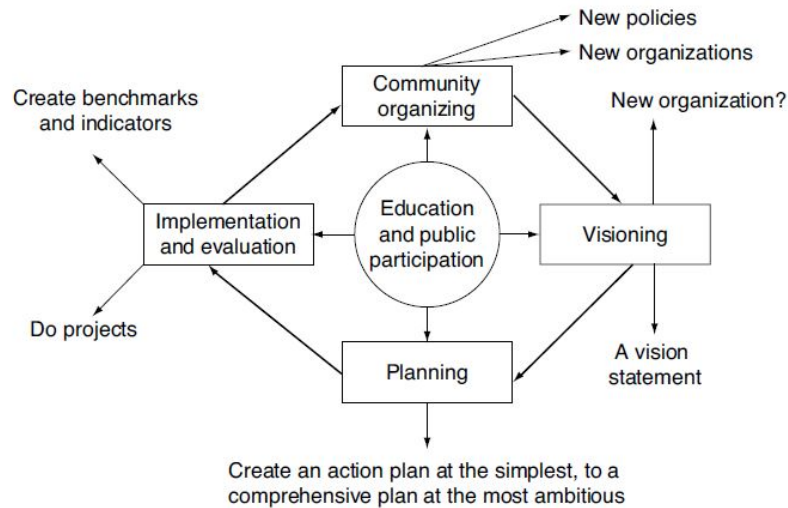 New policies
New organizations
Community
organizing
New organization?
Create benchmarks
and indicators
Implementation
and evaluation
Education
and public
participation
Visioning
Do projects
A vision
statement
Planning
Create an action plan at the simplest, to a
comprehensive plan at the most ambitious